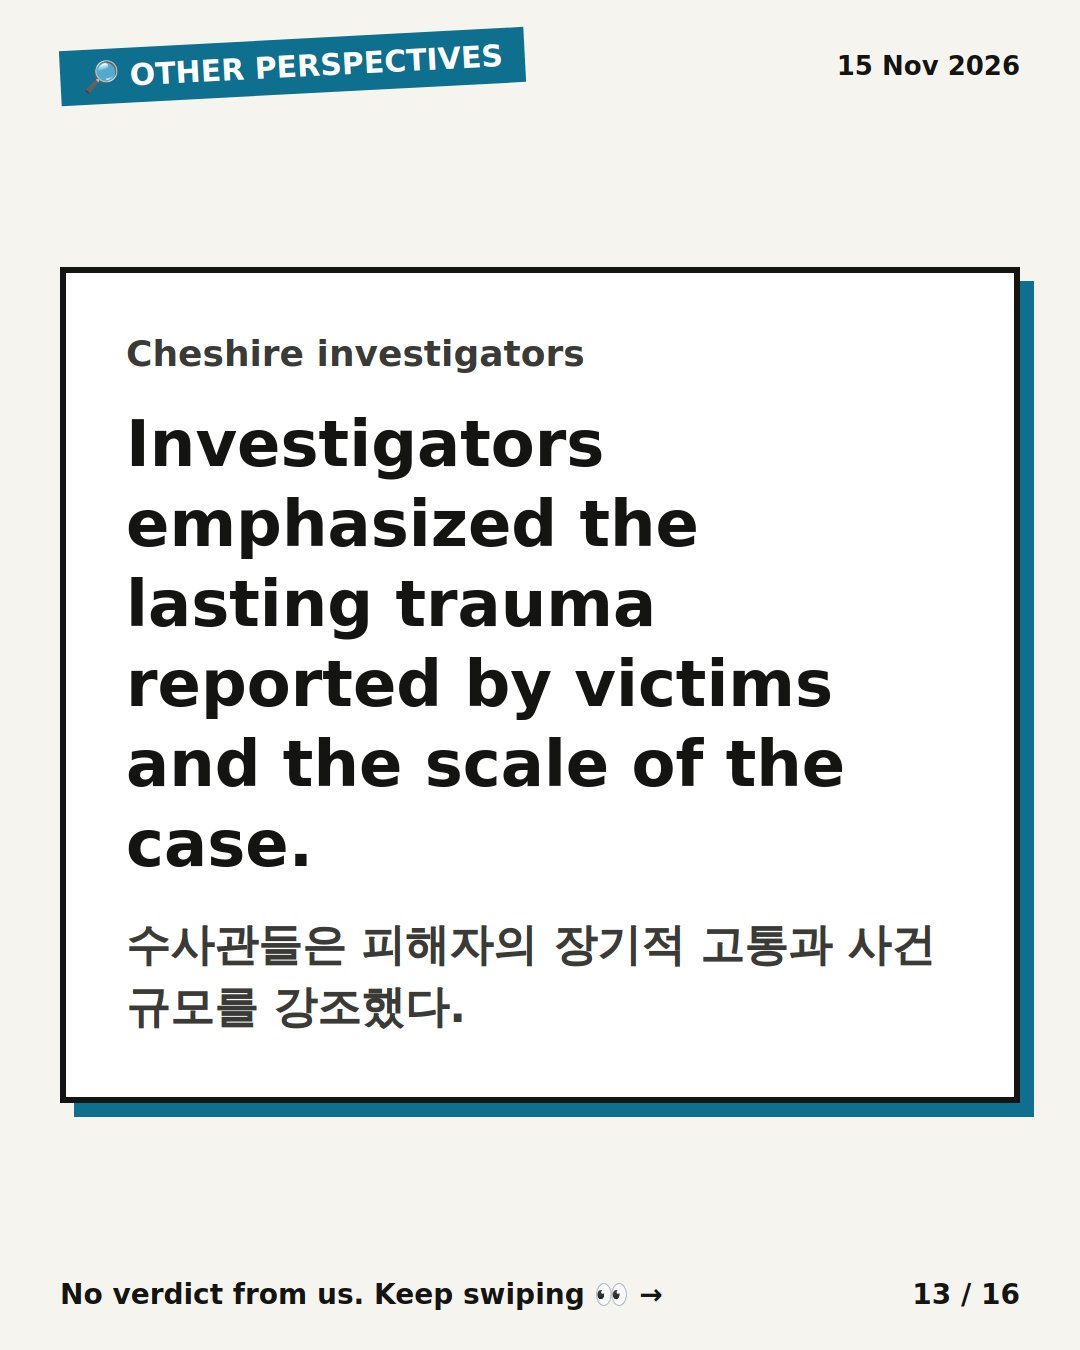 🔎 OTHER PERSPECTIVES
15 Nov 2026
Cheshire investigators
Investigators
emphasized the
lasting trauma
reported by victims
and the scale of the
case.
수사관들은 피해자의 장기적 고통과 사건
규모를 강조했다.
No verdict from us. Keep swiping 👀 →
13 / 16